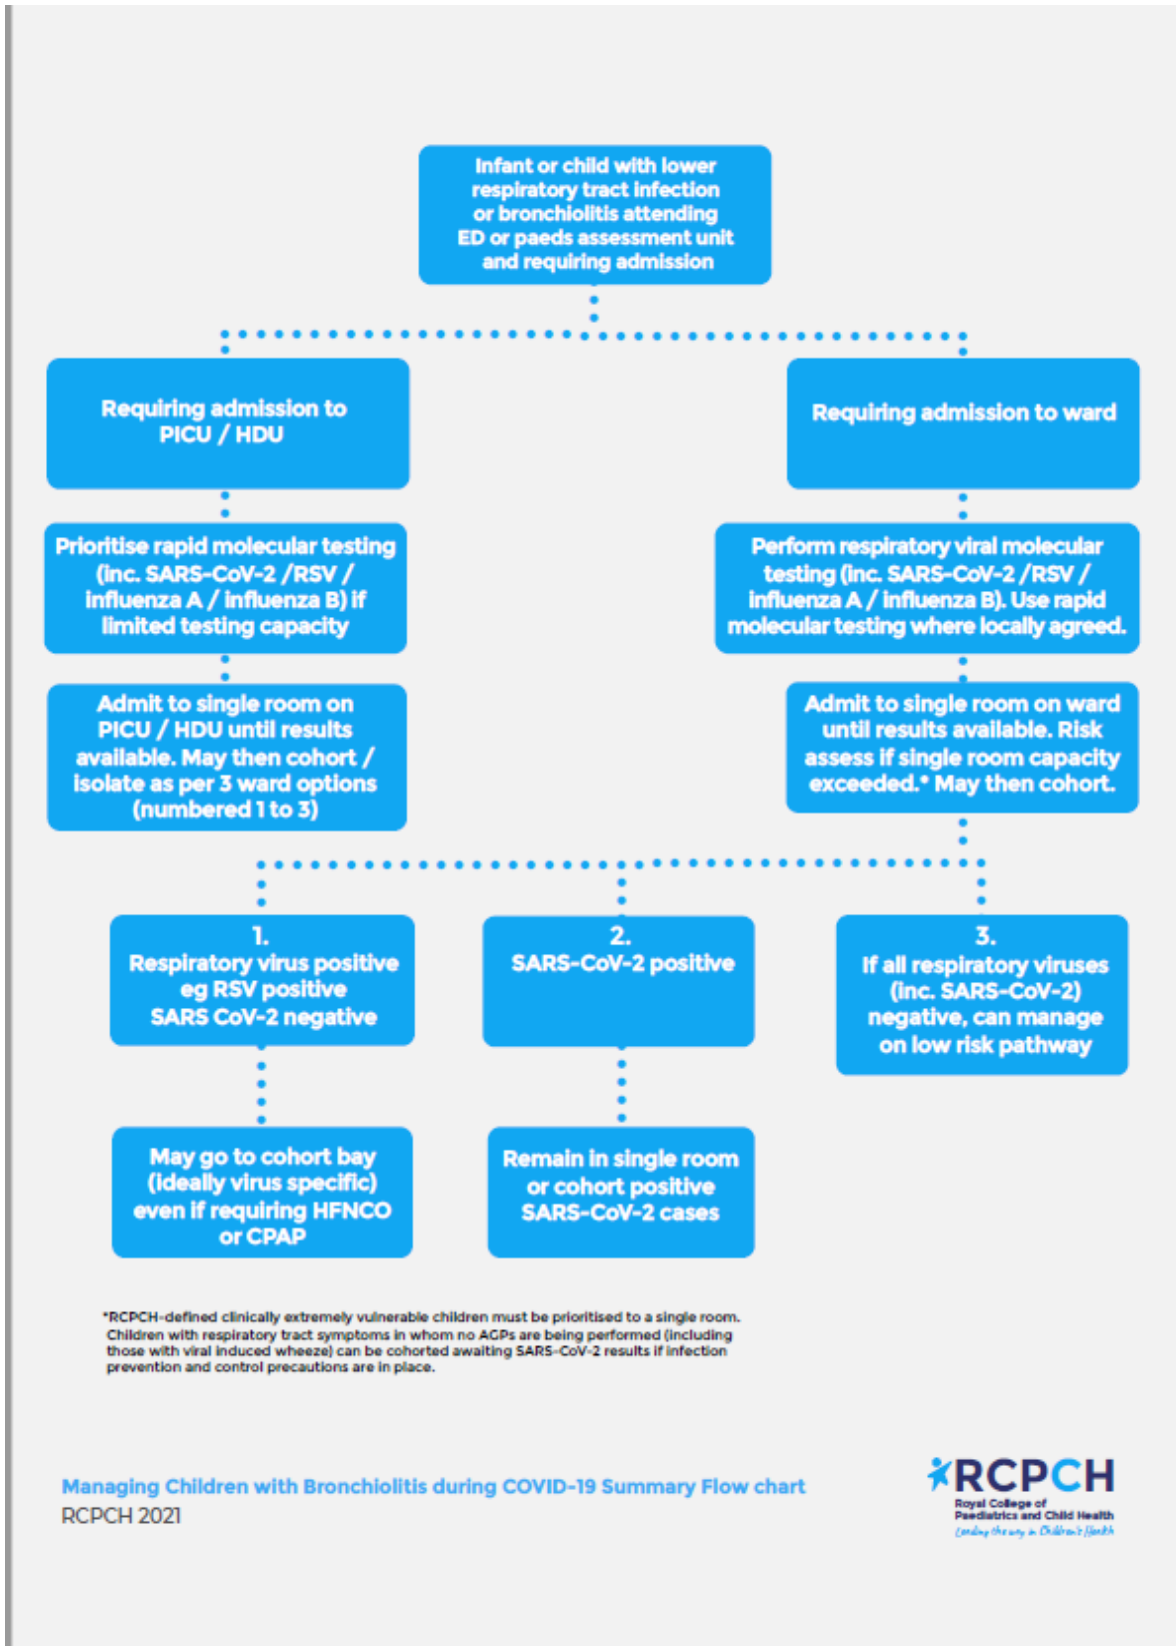 Infant or child with lower
respiratory tract infection
or bronchiolitis attending
ED or paeds assessment unit
and requiring admission
Requiring admission to
PICU / HDU
Requiring admission to ward
Prioritise rapid molecular testing
(inc. SARS-CoV-2 /RSV /
influenza A / influenza B) if
limited testing capacity
Perform respiratory viral molecular
testing (inc. SARS-CoV-2 /RSV /
influenza A / influenza B). Use rapid
molecular testing where locally agreed.
Admit to single room on
PICU / HDU until results
available. May then cohort /
isolate as per 3 ward options
(numbered 1 to 3)
Admit to single room on ward
until results available. Risk
assess if single room capacity
exceeded.* May then cohort.
1.
Respiratory virus positive
eg RSV positive
SARS CoV-2 negative
2.
SARS-CoV-2 positive
3.
If all respiratory viruses
(inc. SARS-CoV-2)
negative, can manage
on low risk pathway
May go to cohort bay
(ideally virus specific)
even if requiring HFNCO
or CPAP
Remain in single room
or cohort positive
SARS-CoV-2 cases
*RCPCH-defined clinically extremely vulnerable children must be prioritised to a single room.
Children with respiratory tract symptoms in whom no AGPs are being performed (including
those with viral induced wheeze) can be cohorted awaiting SARS-CoV-2 results if infection
prevention and control precautions are in place.
Managing Children with Bronchiolitis during COVID-19 Summary Flow chart
RCPCH 2021
RCPCH
Royal College of
Paediatrics and Child Health
Leading the way in Children's Health